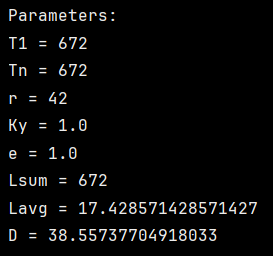 Parameters:
T1 = 672
Tn = 672
r = 42
Ky = 1.0
e = 1.0
Lsum = 672
Lavg = 17.428571428571427
D = 38.55737704918033